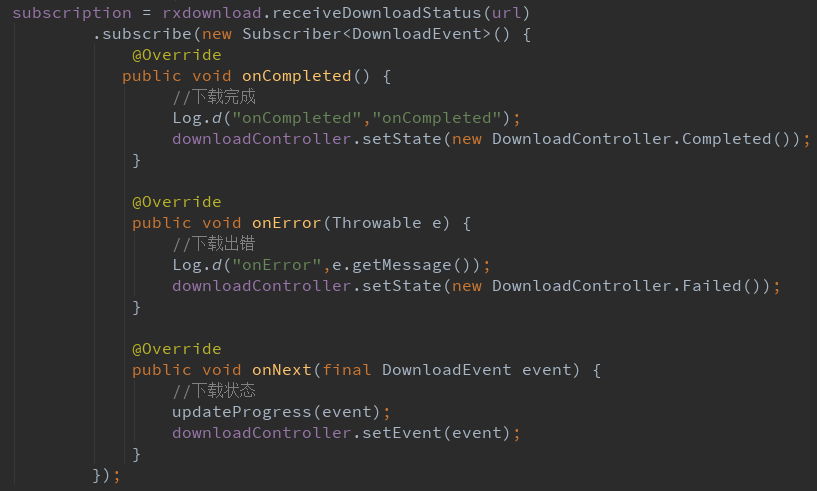 subscription = rxdownload.receiveDownloadStatus(url)
        .subscribe(new Subscriber<DownloadEvent>() {
            @Override
           public void onCompleted() {
                //下载完成
                Log.d("onCompleted","onCompleted");
                downloadController.setState(new DownloadController.Completed());
            }

            @Override
            public void onError(Throwable e) {
                //下载出错
                Log.d("onError",e.getMessage());
                downloadController.setState(new DownloadController.Failed());
            }

            @Override
            public void onNext(final DownloadEvent event) {
                //下载状态
                updateProgress(event);
                downloadController.setEvent(event);
            }
        });